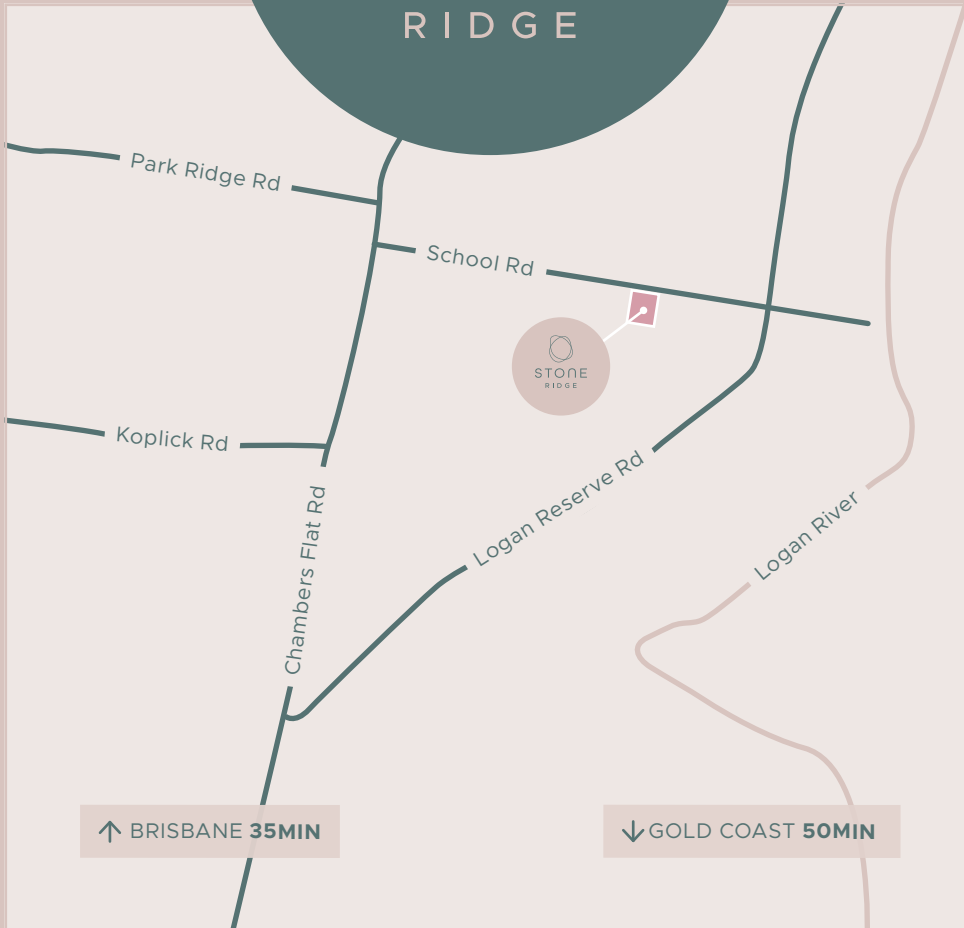 RIDGE
Park Ridge Rd
School Rd
STONE
RIDGE
Koplick Rd
Logan Reserve Rd
Chambers Flat Rd
Logan River
BRISBANE 35MIN
GOLD COAST 50MIN